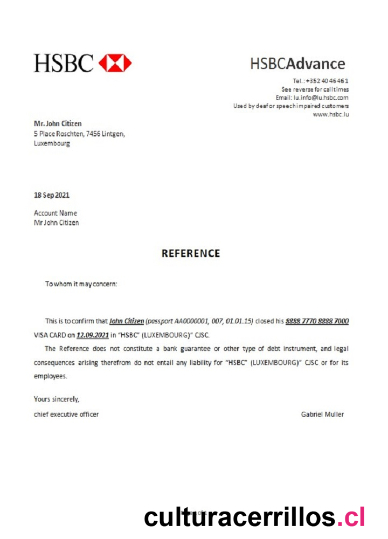 HSBC
HSBCAdvance
Tel.: +352 40 46 461
See reverse for call times
Email: lu.info@lu.hsbc.com
Used by deaf or speech impaired customers
www.hsbc.lu
Mr. John Citizen
5 Place Roschten, 7456 Lintgen,
Luxembourg
18 Sep 2021
Account Name
Mr John Citizen
REFERENCE
To whom it may concern:
This is to confirm that John Citizen (passport AA0000001, 007, 01.01.15) closed his 8888 7770 8888 7000
VISA CARD on 12.09.2021 in "HSBC" (LUXEMBOURG)" CJSC.
The Reference does not constitute a bank guarantee or other type of debt instrument, and legal
consequences arising therefrom do not entail any liability for "HSBC" (LUXEMBOURG)" CJSC or for its
employees.
Yours sincerely,
chief executive officer Gabriel Muller
culturacerrillos.cl